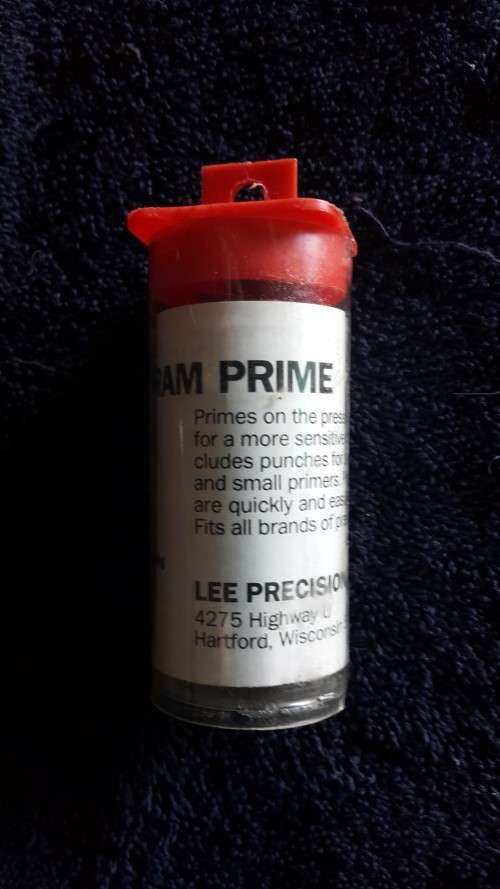 RAM PRIME
Primes on the press
for a more sensitive
cludes punches for
and small primers.
are quickly and eas
Fits all brands of
LEE PRECISION
4275 Highway U
Hartford, Wisconsin